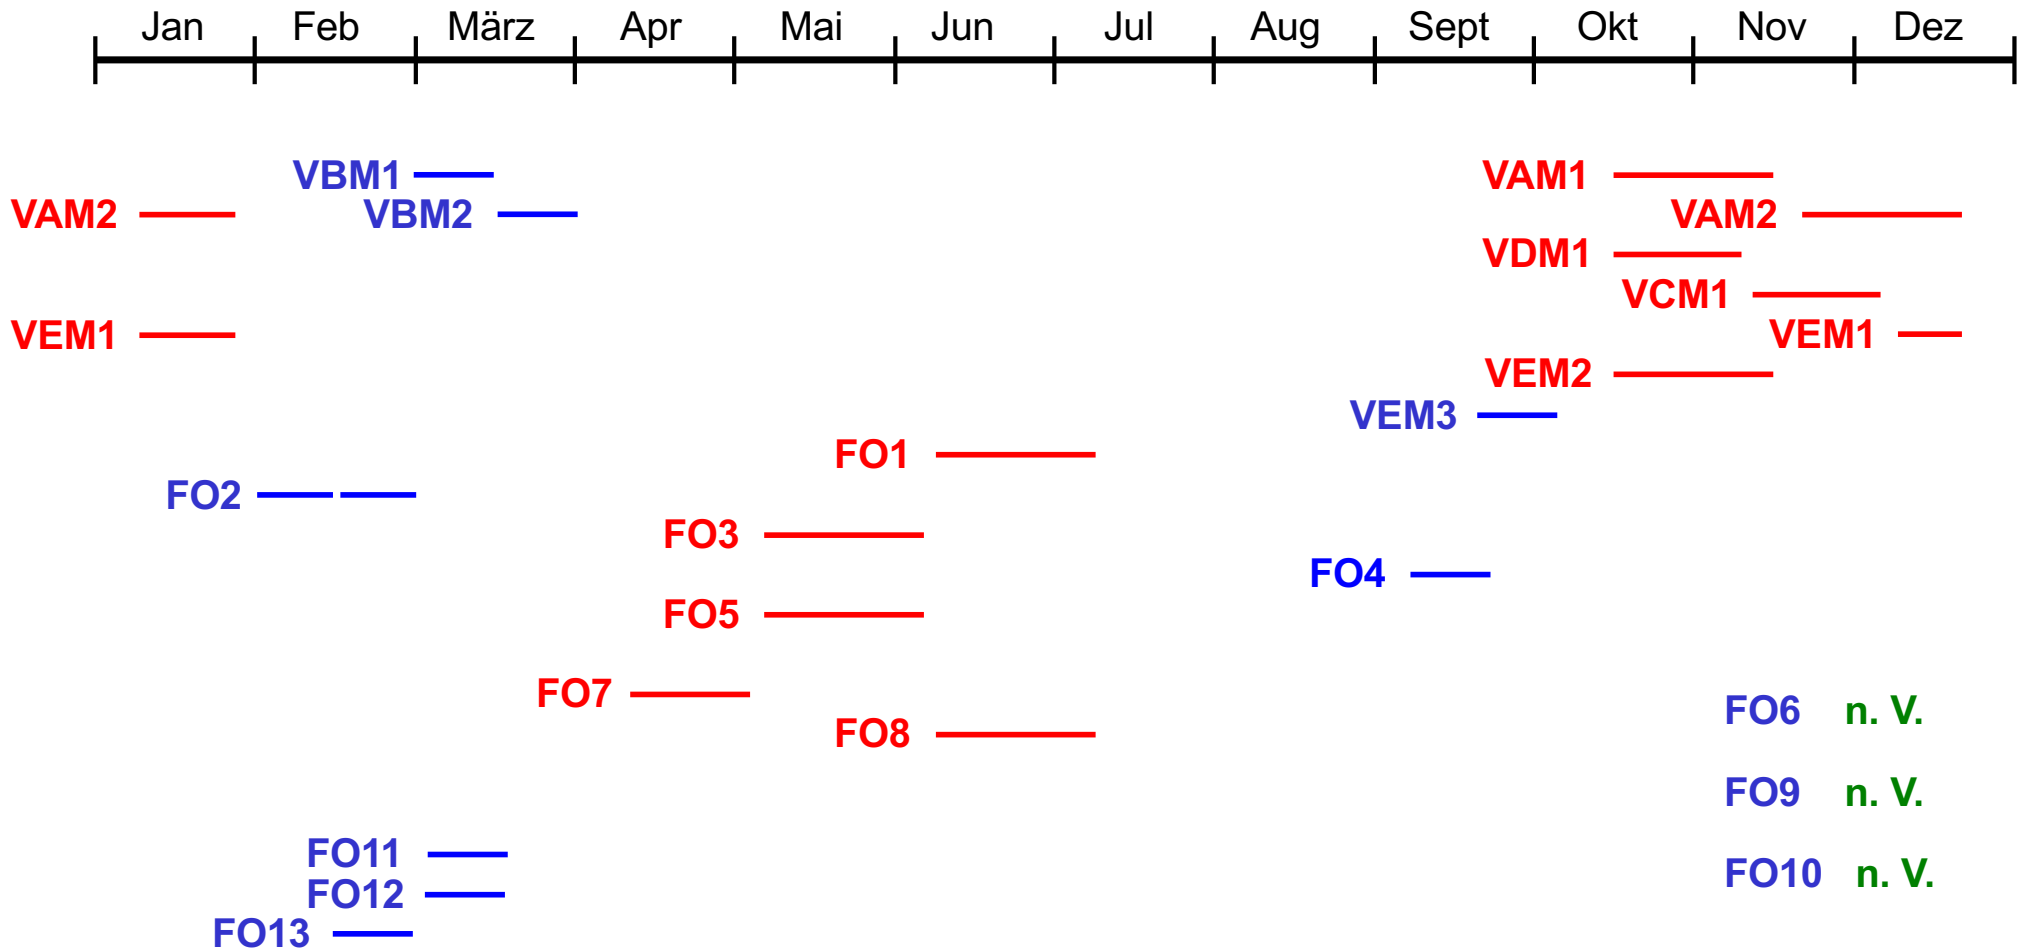 Jan Feb März Apr Mai Jun Jul Aug Sept Okt Nov Dez
VBM1 VAM1
VAM2 VBM2 VAM2
VDM1
VCM1
VEM1 VEM1
VEM2
VEM3
FO1
FO2
FO3
FO4
FO5
FO7
FO6 n. V.
FO8
FO9 n. V.
FO11
FO10 n. V.
FO12
FO13